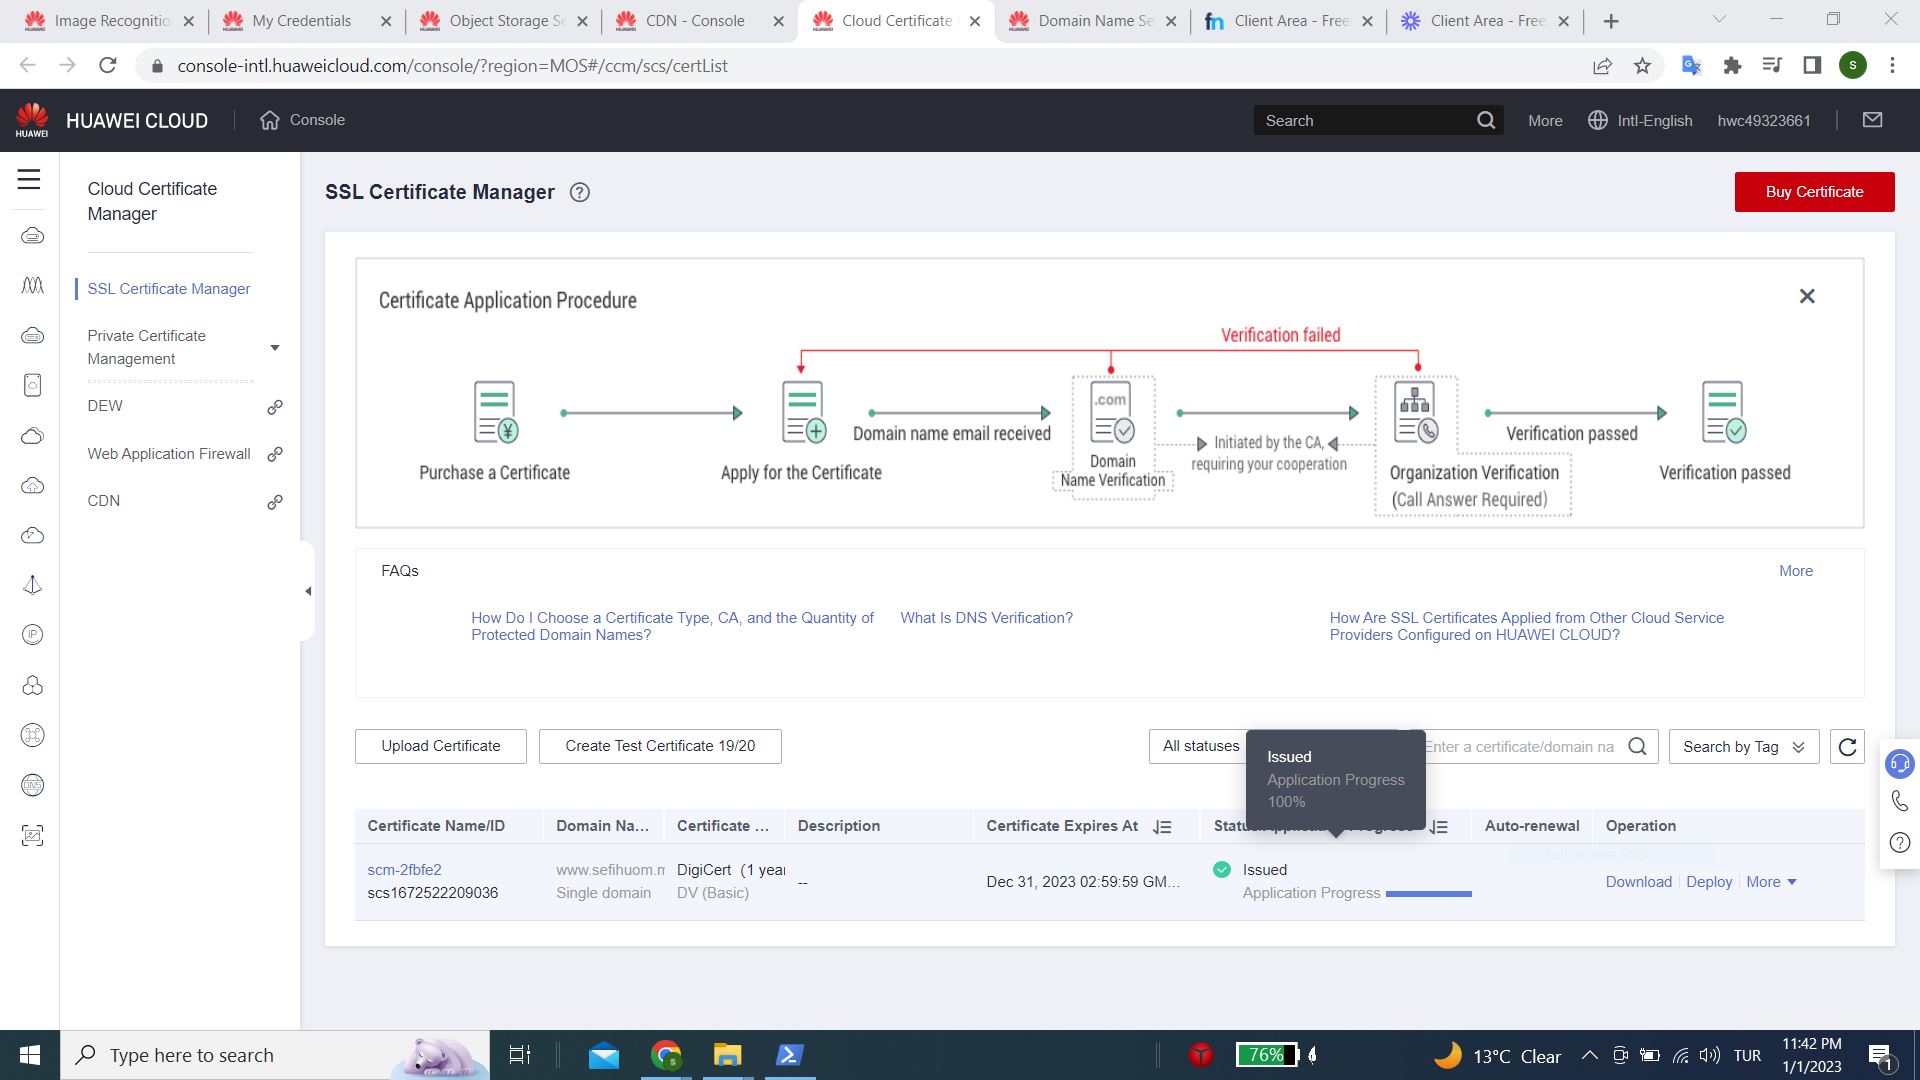 Image Recognitio
My Credentials
Object Storage Se
CDN - Console
Cloud Certificate
Domain Name Se
fn Client Area - Free
Client Area - Free
console-intl.huaweicloud.com/console/?region=MOS#/ccm/scs/certList
S
HUAWEI
HUAWEI CLOUD
Console
Search
More
Intl-English
hwc49323661
Cloud Certificate
Manager
SSL Certificate Manager
Private Certificate
Management
DEW
Web Application Firewall
CDN
IP
DNS
SSL Certificate Manager
Buy Certificate
Certificate Application Procedure
Verification failed
.com
Domain name email received
Initiated by the CA,
requiring your cooperation
Verification passed
Purchase a Certificate
Apply for the Certificate
Domain
Name Verification
Organization Verification
(Call Answer Required)
Verification passed
FAQs
More
How Do I Choose a Certificate Type, CA, and the Quantity of
Protected Domain Names?
What Is DNS Verification?
How Are SSL Certificates Applied from Other Cloud Service
Providers Configured on HUAWEI CLOUD?
Upload Certificate
Create Test Certificate 19/20
All statuses
Enter a certificate/domain na
Search by Tag
Issued
Application Progress
100%
Certificate Name/ID
Domain Na...
Certificate ...
Description
Certificate Expires At
Auto-renewal
Operation
scm-2fbfe2
scs1672522209036
www.sefihuom.m
Single domain
DigiCert (1 year
DV (Basic)
--
Dec 31, 2023 02:59:59 GM...
Issued
Application Progress
Download
Deploy
More
Full-screen Snip
Type here to search
76%
13°C Clear
TUR
11:42 PM
1/1/2023
1